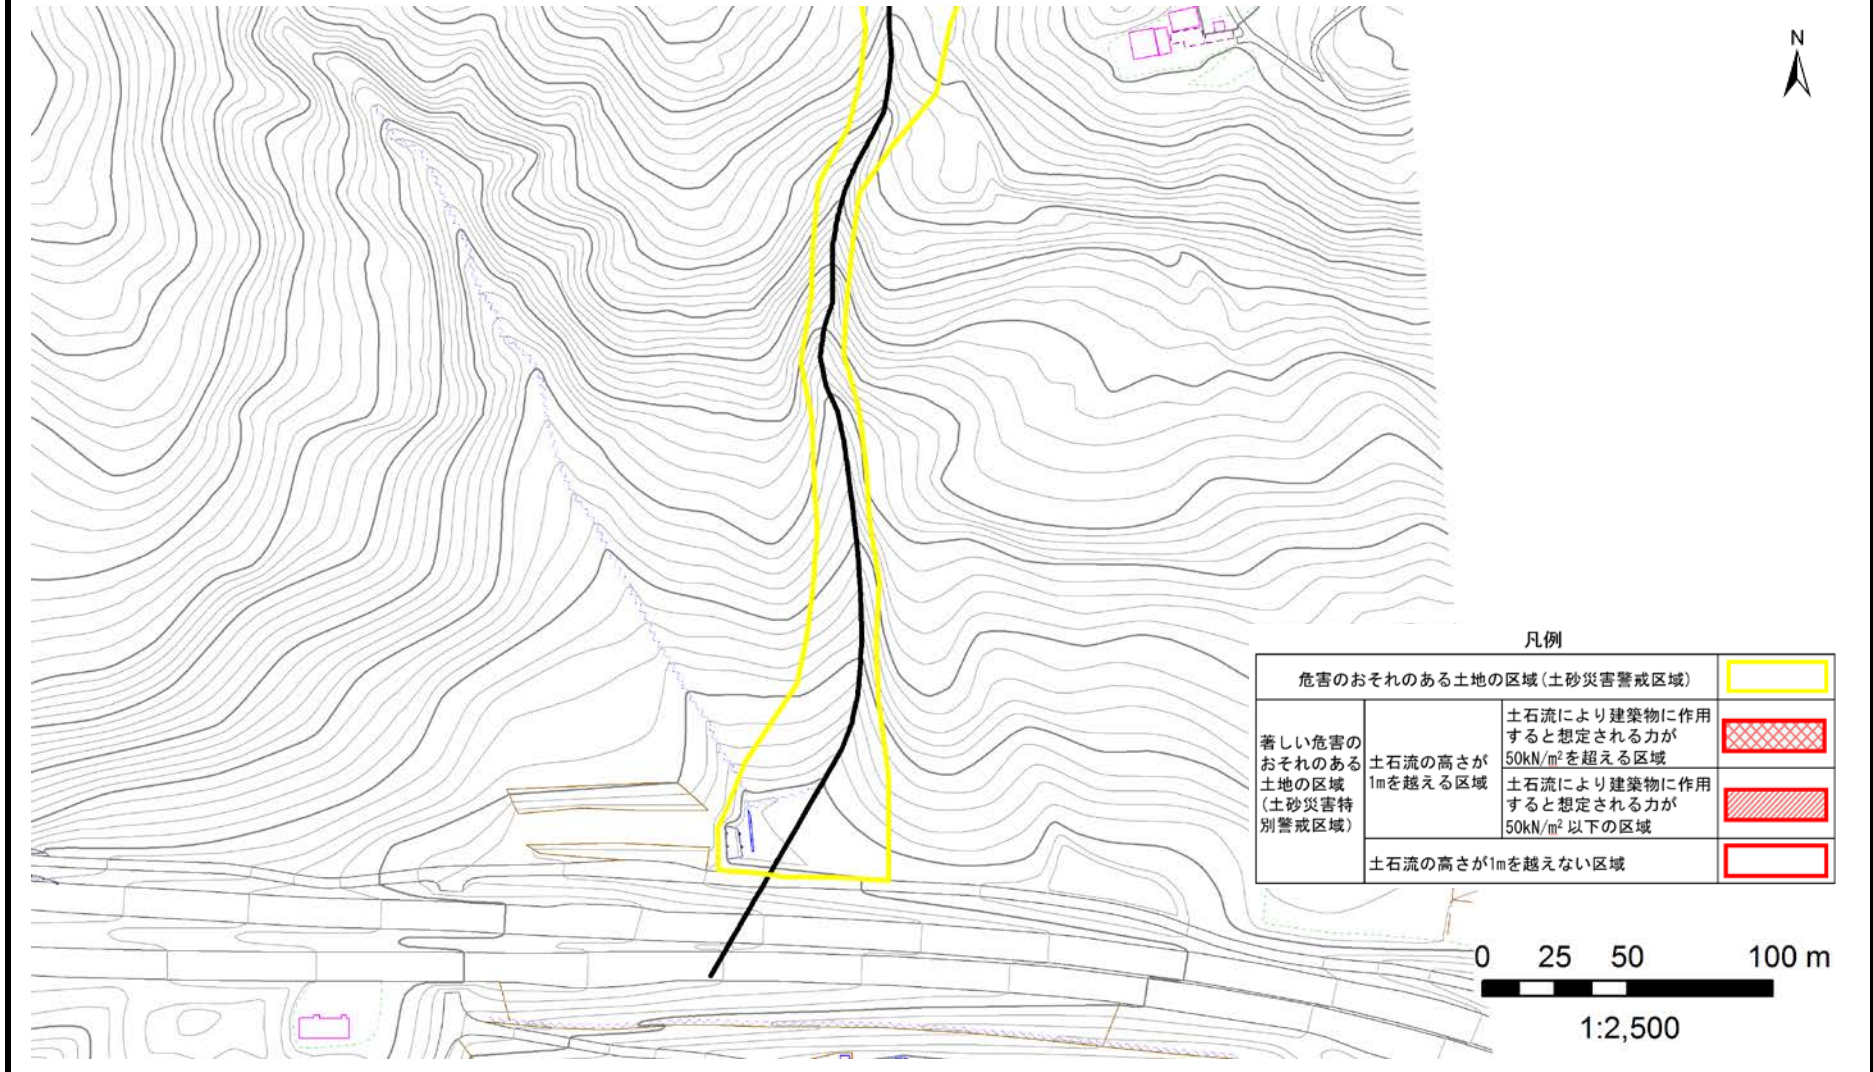 N
凡例
危害のおそれのある土地の区域(土砂災害警戒区域)
著しい危害の
おそれのある
土地の区域
(土砂災害特
別警戒区域)
土石流の高さが
1mを越える区域
土石流により建築物に作用
すると想定される力が
50kN/m²を超える区域
土石流により建築物に作用
すると想定される力が
50kN/m²以下の区域
土石流の高さが1mを越えない区域
0 25 50 100 m
1:2,500